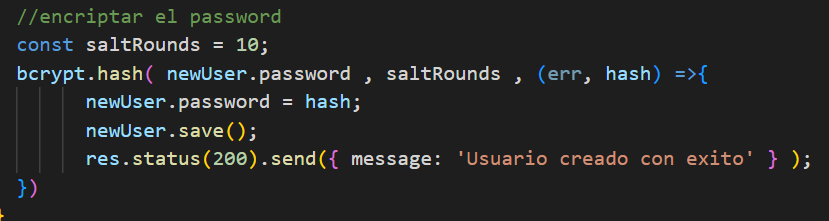 //encriptar el password
const saltRounds = 10;
bcrypt.hash( newUser.password , saltRounds , (err, hash) =>{
newUser.password = hash;
newUser.save();
res.status(200).send({ message: 'Usuario creado con exito' } );
})
}